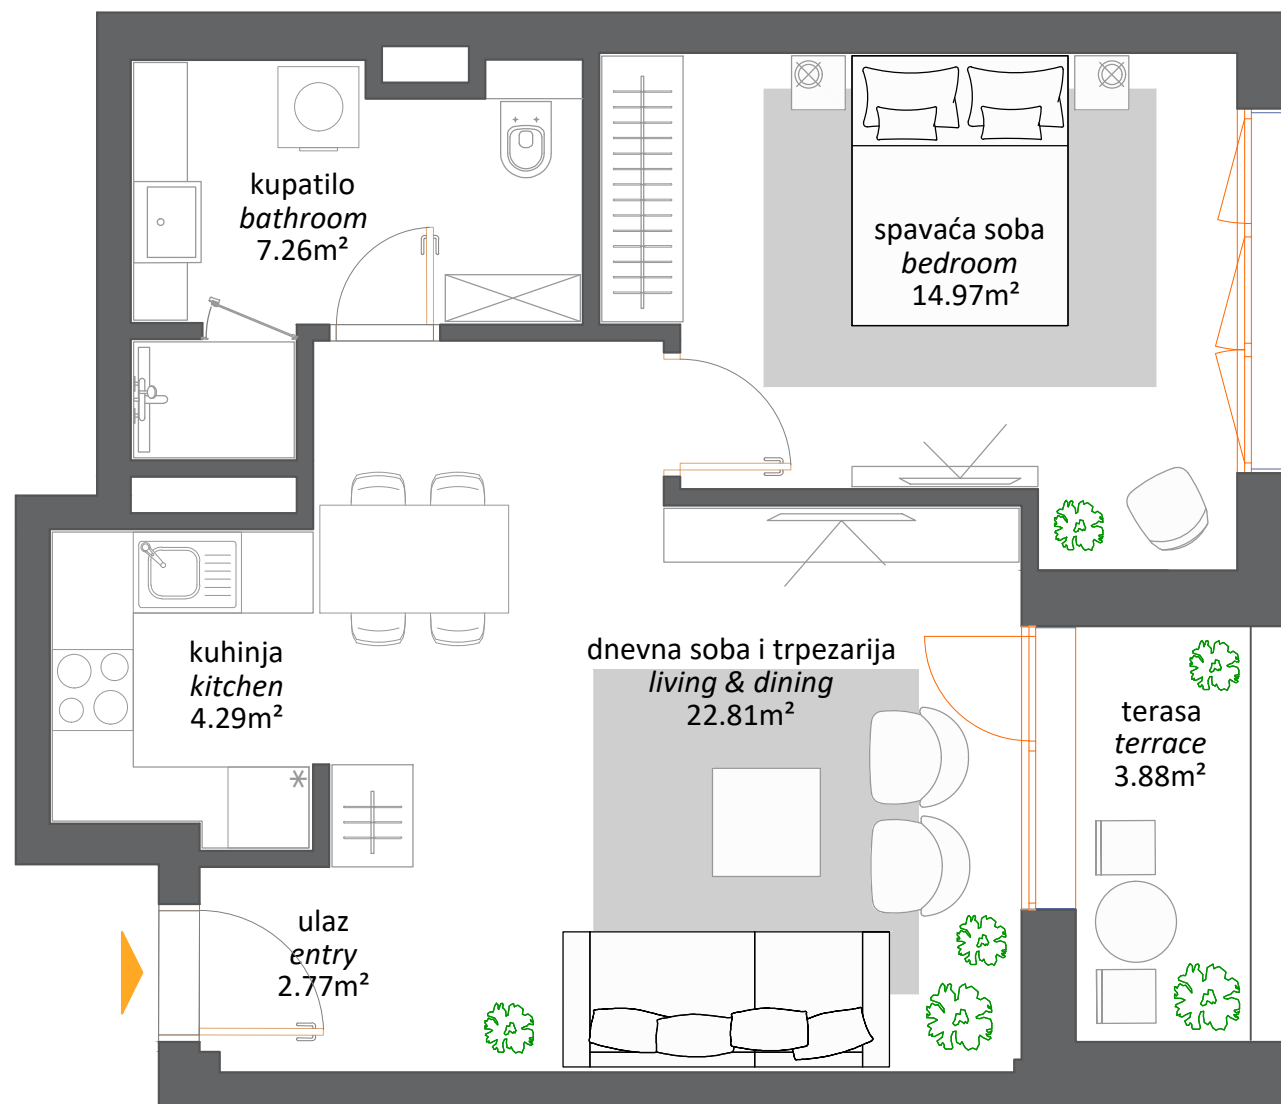 kupatilo
bathroom
7.26m²
spavaća soba
bedroom
14.97m²
kuhinja
kitchen
4.29m²
dnevna soba i trpezarija
living & dining
22.81m²
terasa
terrace
3.88m²
ulaz
entry
2.77m²